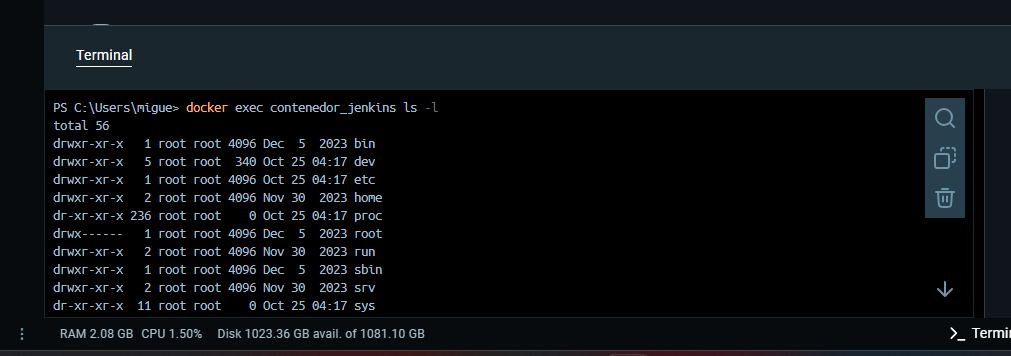 Terminal
PS C:\Users\migue> docker exec contenedor_jenkins ls -l
total 56
drwxr-xr-x   1 root root 4096 Dec  5  2023 bin
drwxr-xr-x   5 root root  340 Oct 25 04:17 dev
drwxr-xr-x   1 root root 4096 Oct 25 04:17 etc
drwxr-xr-x   2 root root 4096 Nov 30  2023 home
dr-xr-xr-x 236 root root    0 Oct 25 04:17 proc
drwx------   1 root root 4096 Dec  5  2023 root
drwxr-xr-x   2 root root 4096 Nov 30  2023 run
drwxr-xr-x   1 root root 4096 Dec  5  2023 sbin
drwxr-xr-x   2 root root 4096 Nov 30  2023 srv
dr-xr-xr-x  11 root root    0 Oct 25 04:17 sys
RAM 2.08 GB CPU 1.50% Disk 1023.36 GB avail. of 1081.10 GB >_ Termin